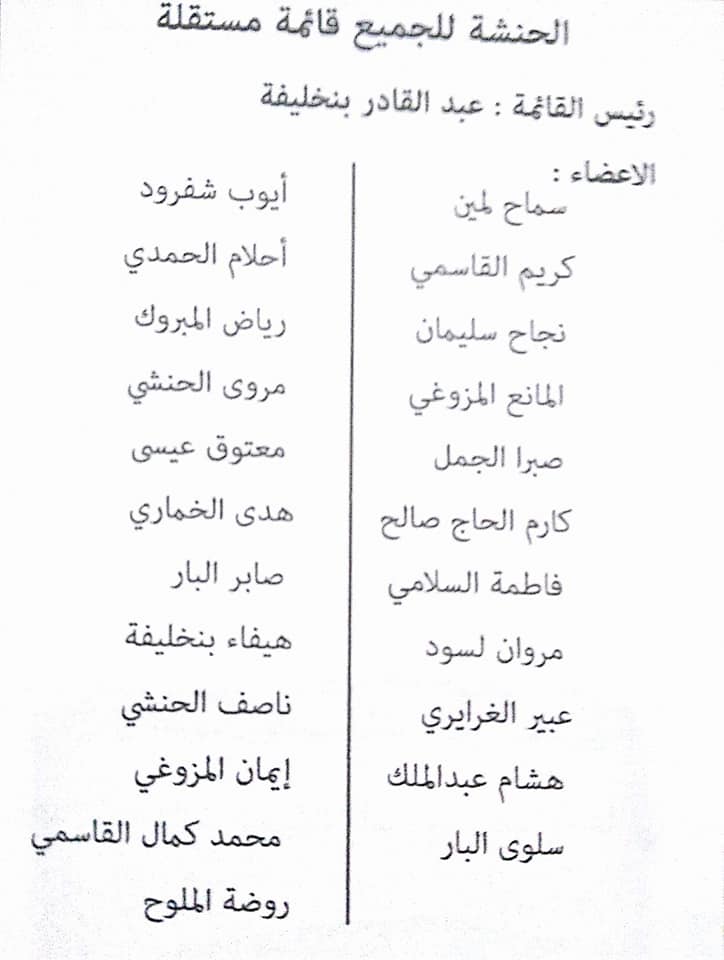 الحنشة للجميع قائمة مستقلة
رئيس القائمة : عبد القادر بنخليفة
الاعضاء :
سماح لمين
كريم القاسمي
نجاح سليمان
المانع المزوغي
صبرا الجمل
كارم الحاج صالح
فاطمة السلامي
مروان لسود
عبير الغرايري
هشام عبدالملك
سلوى البار
أيوب شفرود
أحلام الحمدي
رياض المبروك
مروى الحنشي
معتوق عيسى
هدى الخماري
صابر البار
هيفاء بنخليفة
ناصف الحنشي
إيمان المزوغي
محمد كمال القاسمي
روضة الملوح